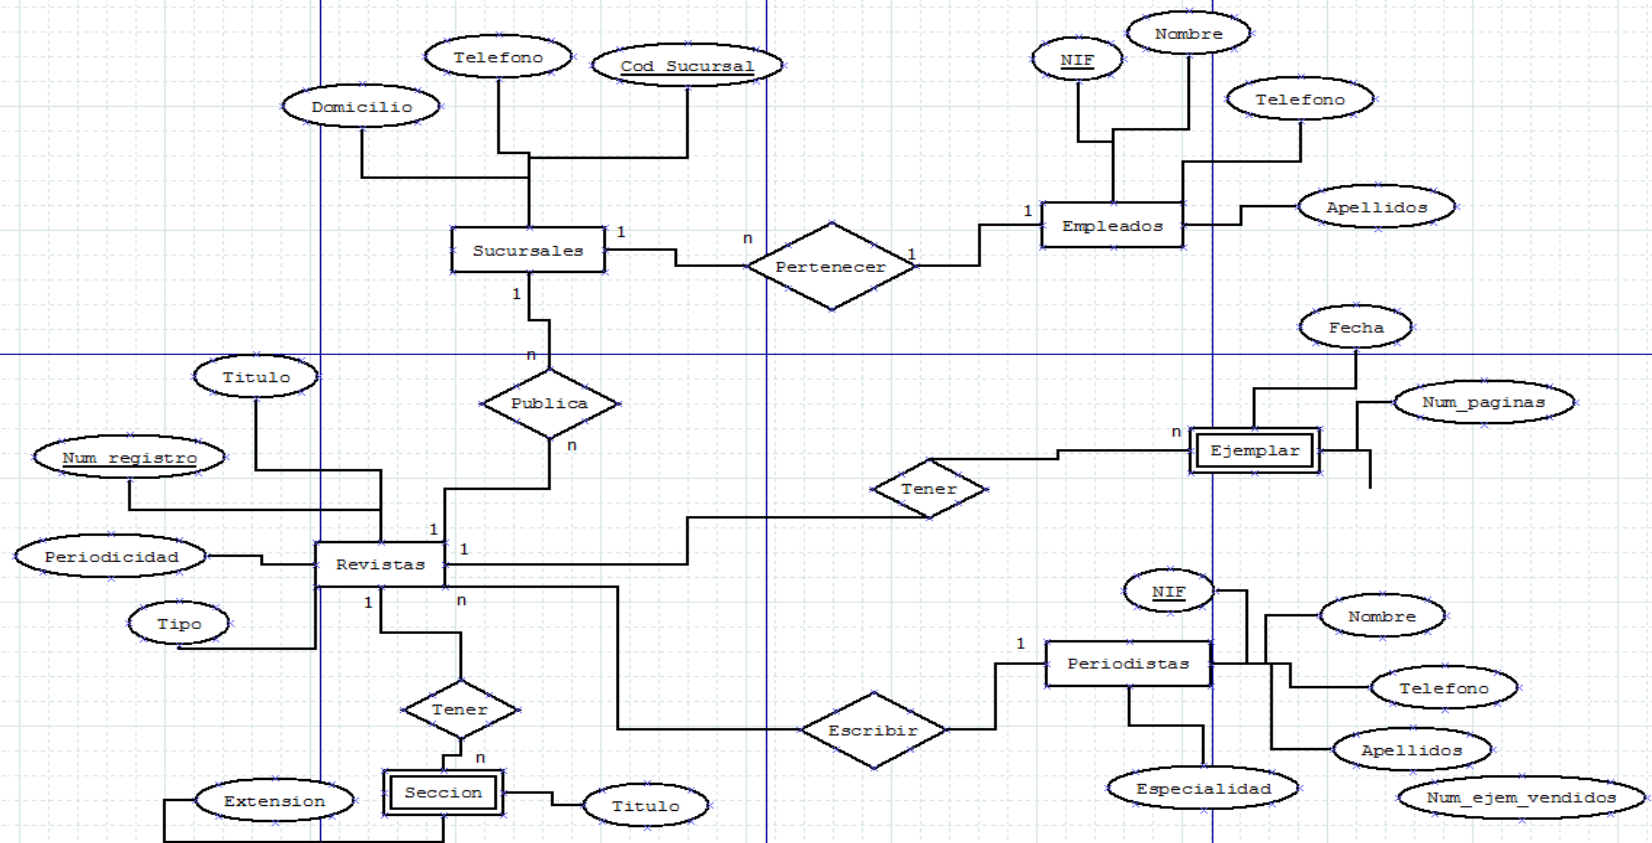 Nombre
Telefono
NIF
Cod Sucursal
Telefono
Domicilio
Apellidos
1
Empleados
1
n
Sucursales
1
Pertenecer
1
Fecha
n
Titulo
Publica
Num_paginas
n
n
Ejemplar
Num registro
Tener
1
1
Periodicidad
Revistas
NIF
1
n
Nombre
Tipo
1
Periodistas
Telefono
Tener
Escribir
Apellidos
n
Especialidad
Seccion
Num_ejem_vendidos
Extension
Titulo